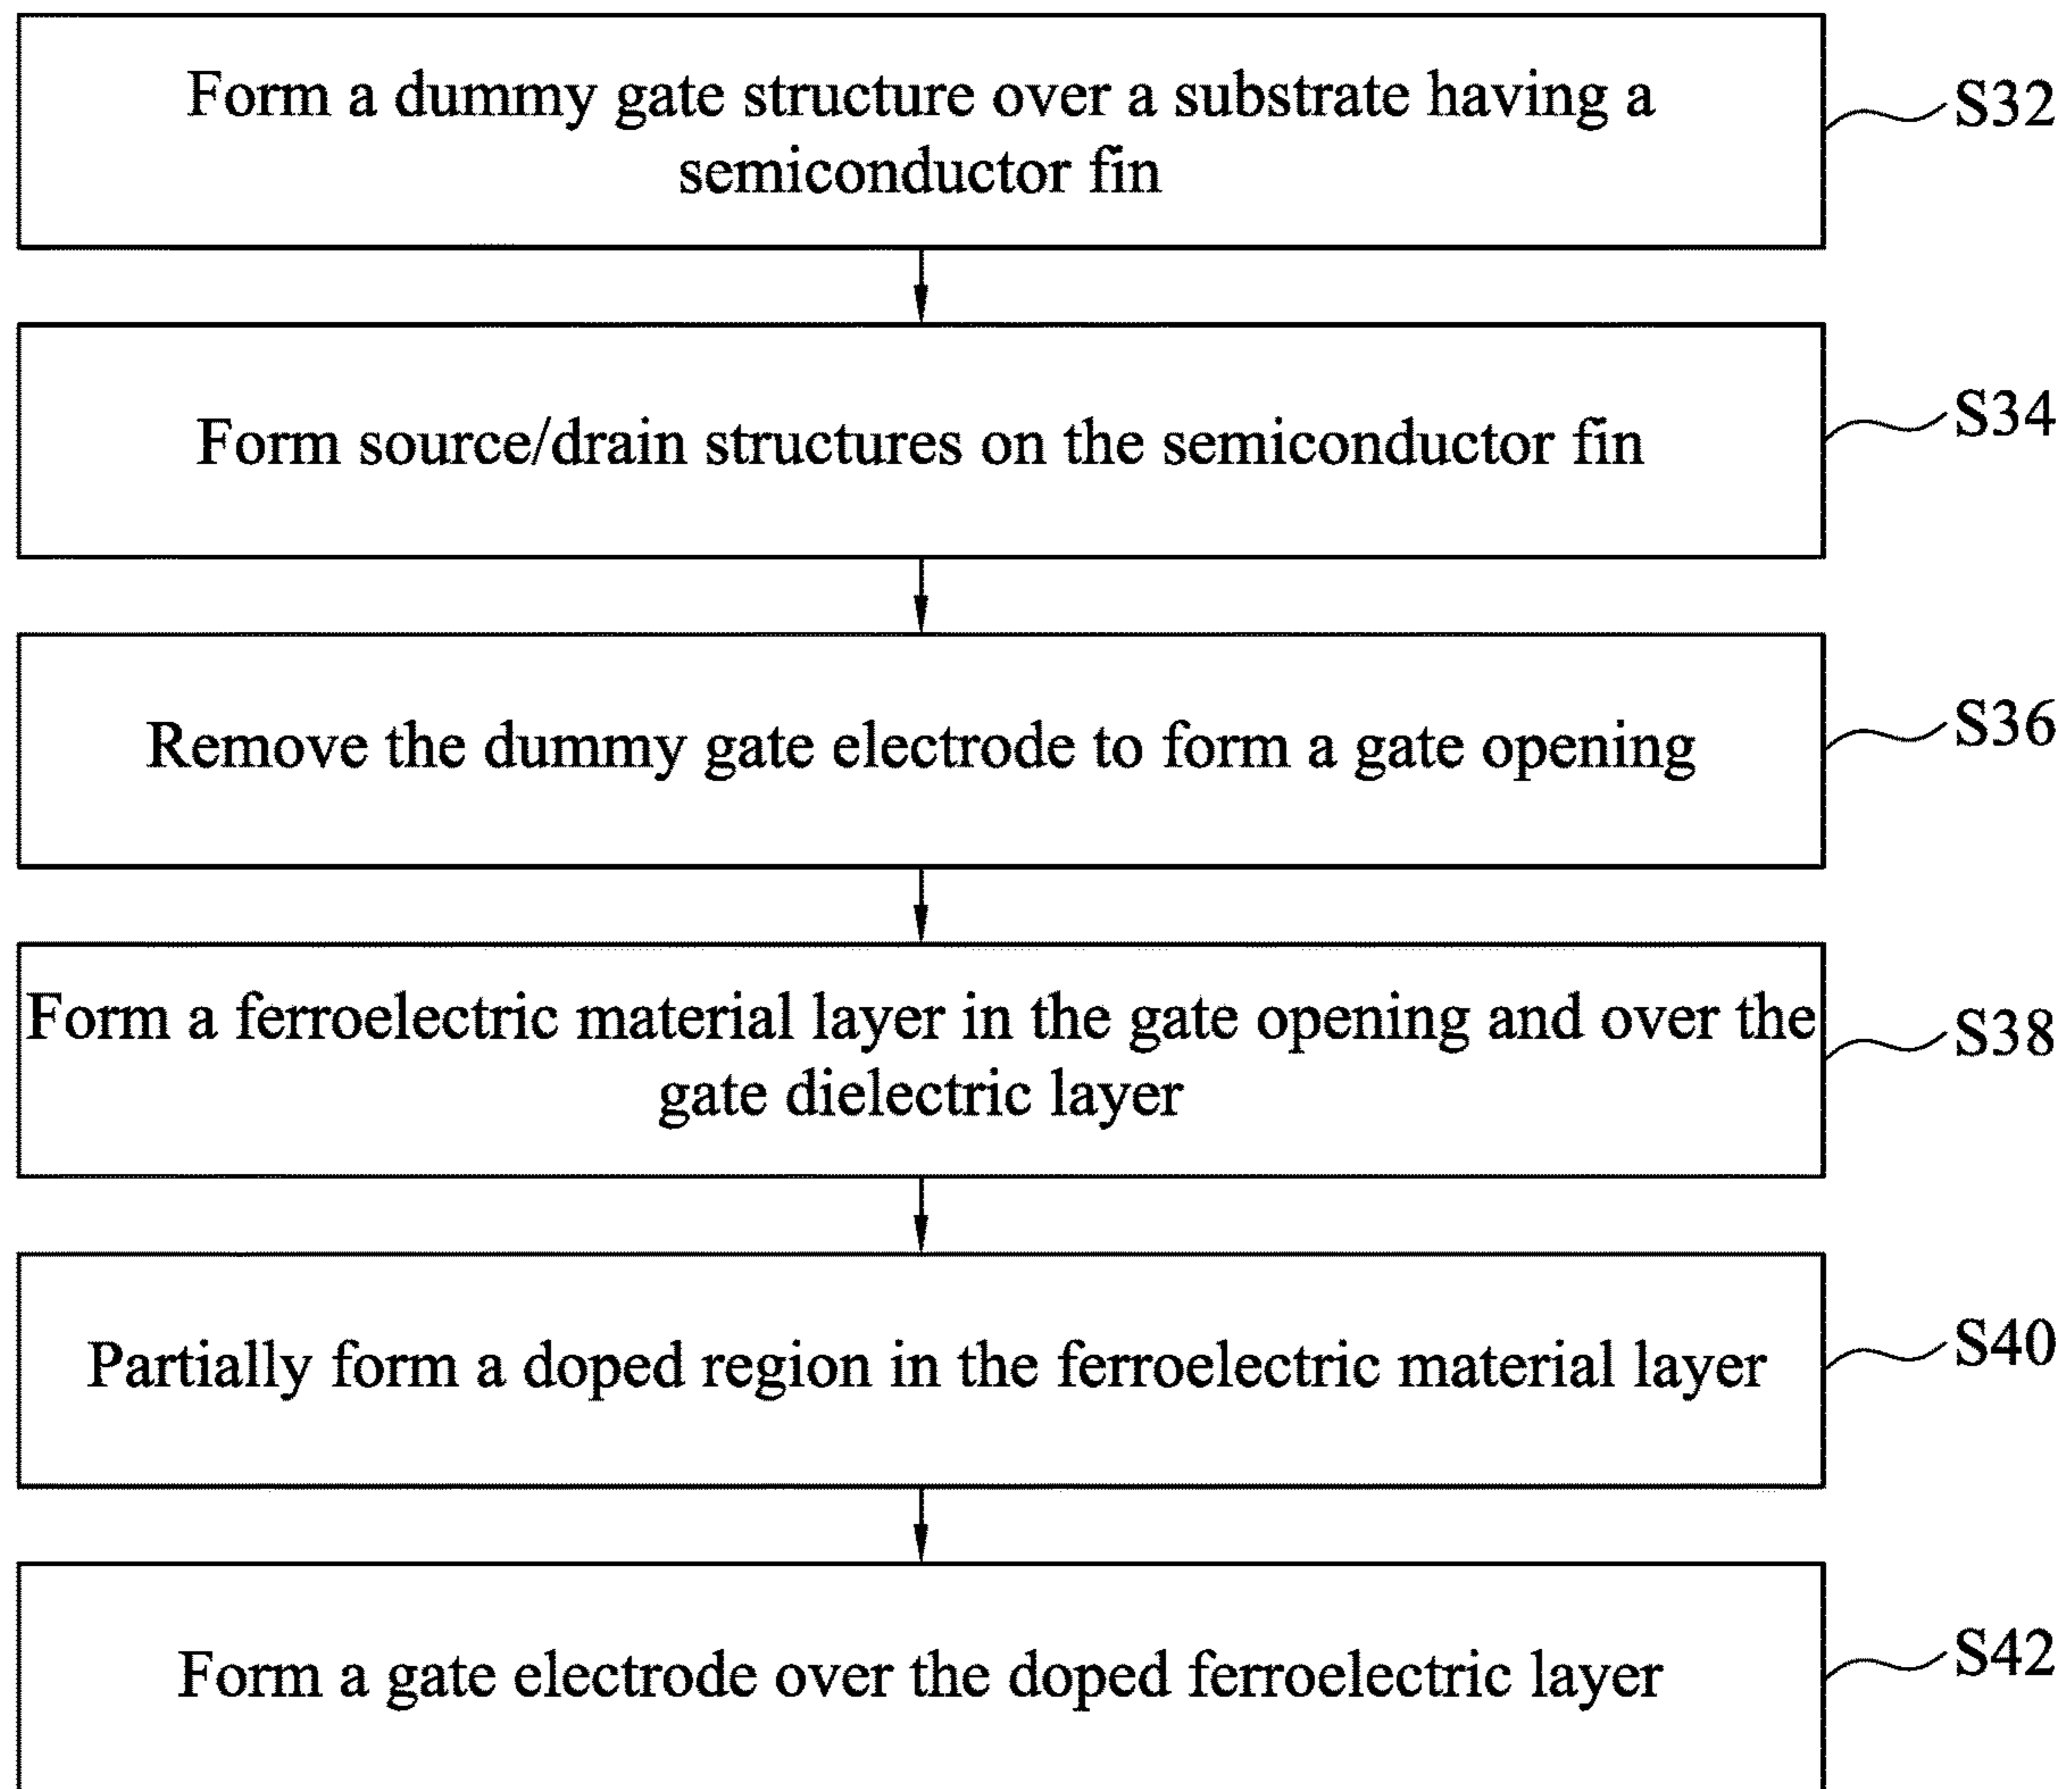 Form a dummy gate structure over a substrate having a
semiconductor fin
S32
Form source/drain structures on the semiconductor fin
S34
Remove the dummy gate electrode to form a gate opening
S36
Form a ferroelectric material layer in the gate opening and over the
gate dielectric layer
S38
Partially form a doped region in the ferroelectric material layer
S40
Form a gate electrode over the doped ferroelectric layer
S42